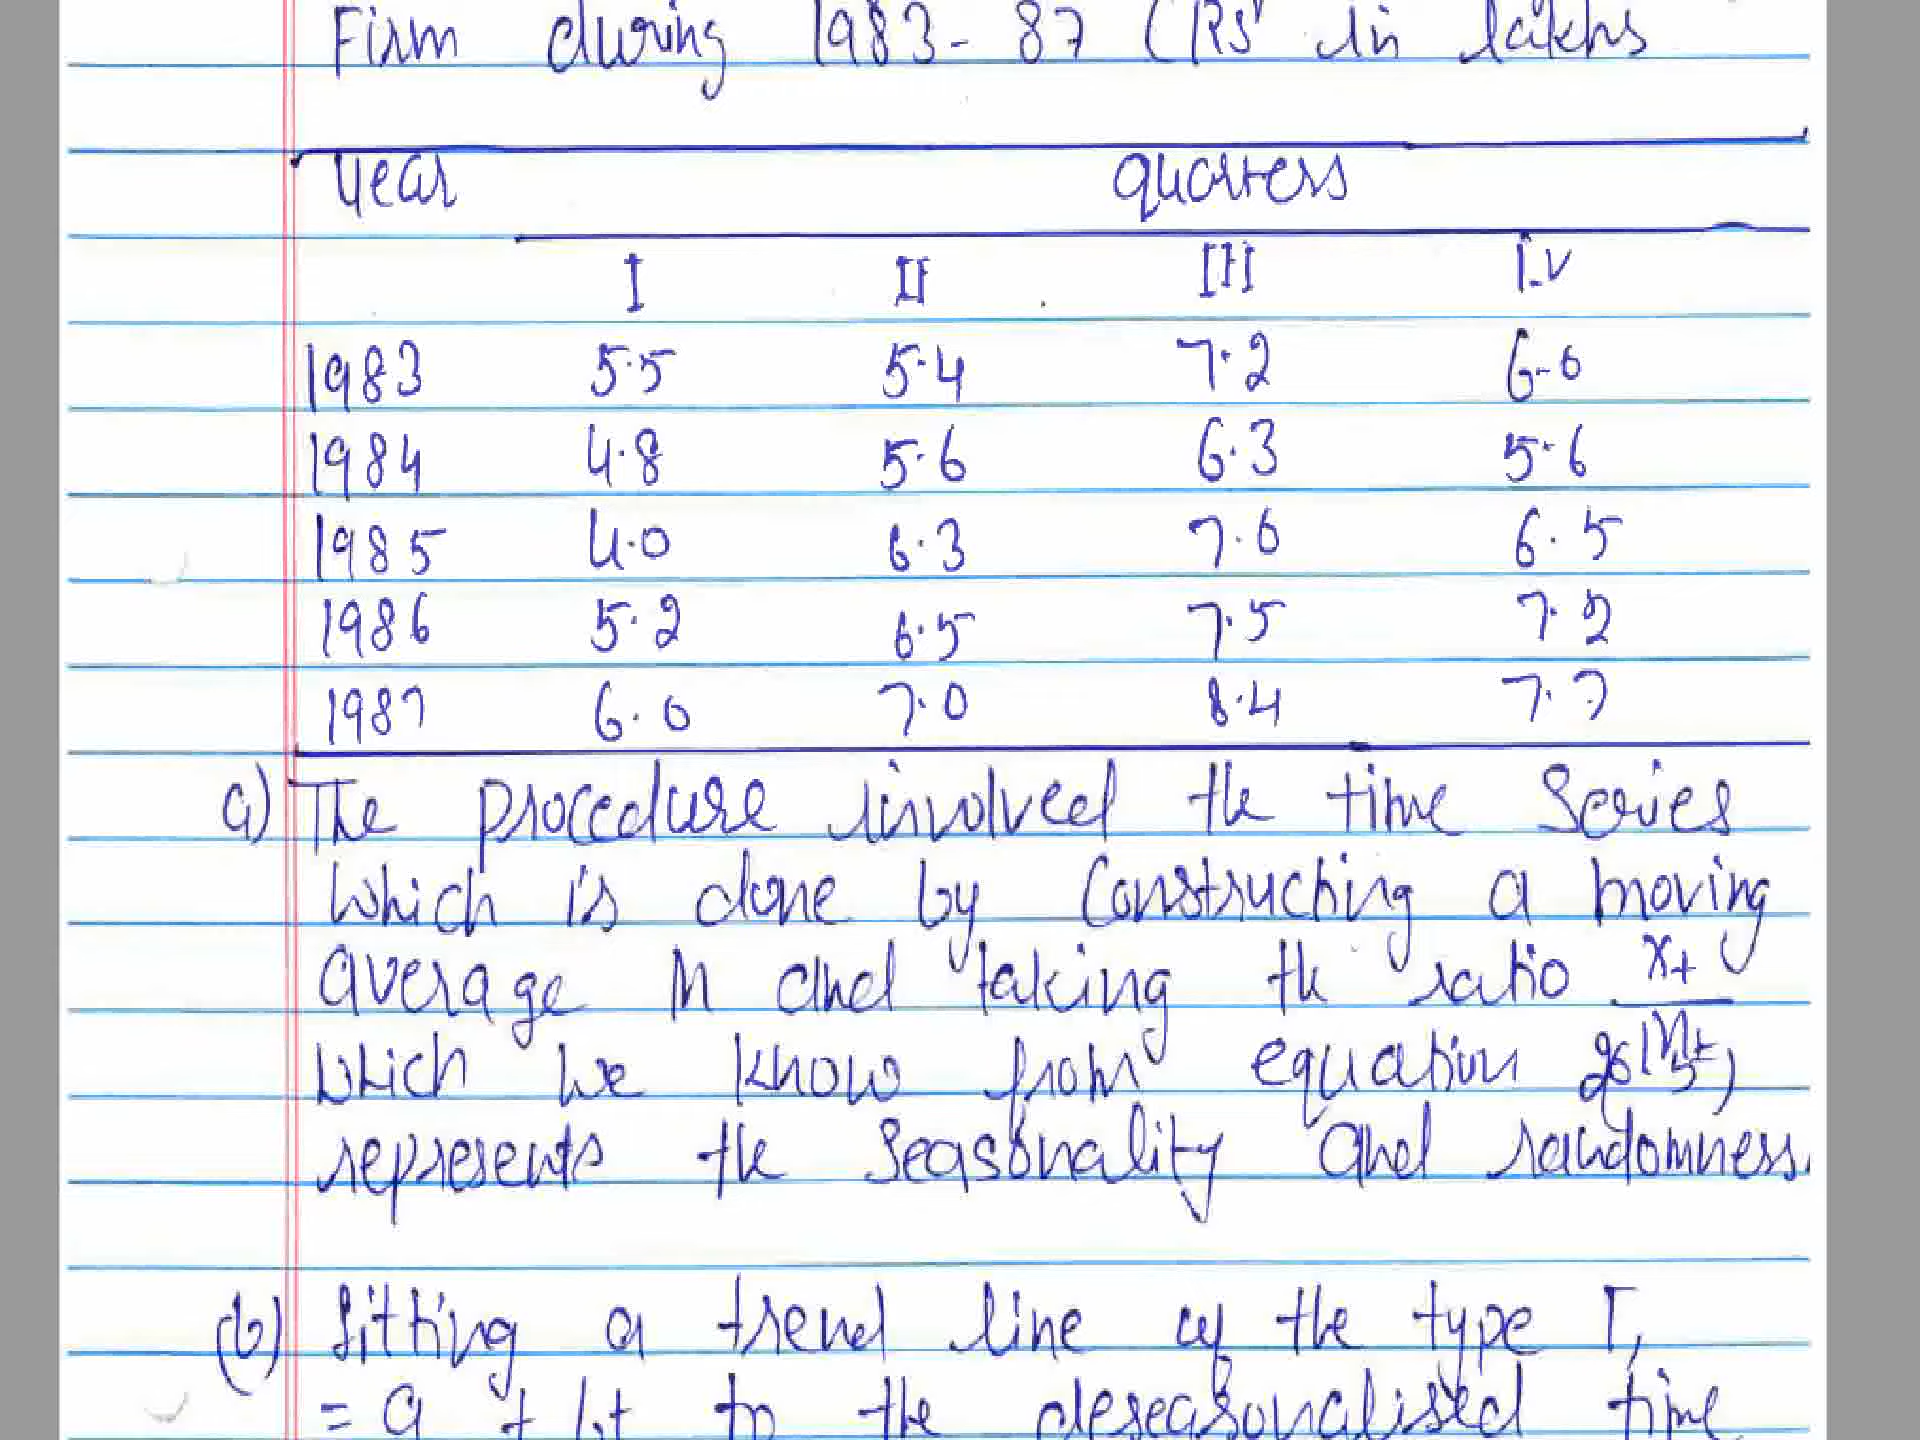 Firm during 1983-87 (Rs in lakhs
Year quarters
I II III IV
1983 5.5 5.4 7.2 6.0
1984 4.8 5.6 6.3 5.6
1985 4.0 6.3 7.0 6.5
1986 5.2 6.5 7.5 7.2
1987 6.0 7.0 8.4 7.7
a) The procedure involved the time Series
which is done by Constructing a moving
average M and taking the ratio Xt
which we know from equation
represents the seasonality and randomness.
(b) fitting a trend line of the type T,
= a + bt to the deseasonalised time